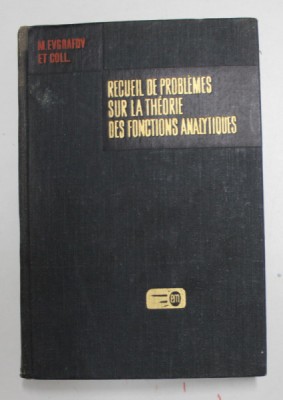 M.EVGRAFOV
ET COLL.
RECUEIL DE PROBLÈMES
SUR LA THÉORIE
DES FONCTIONS ANALYTIQUES